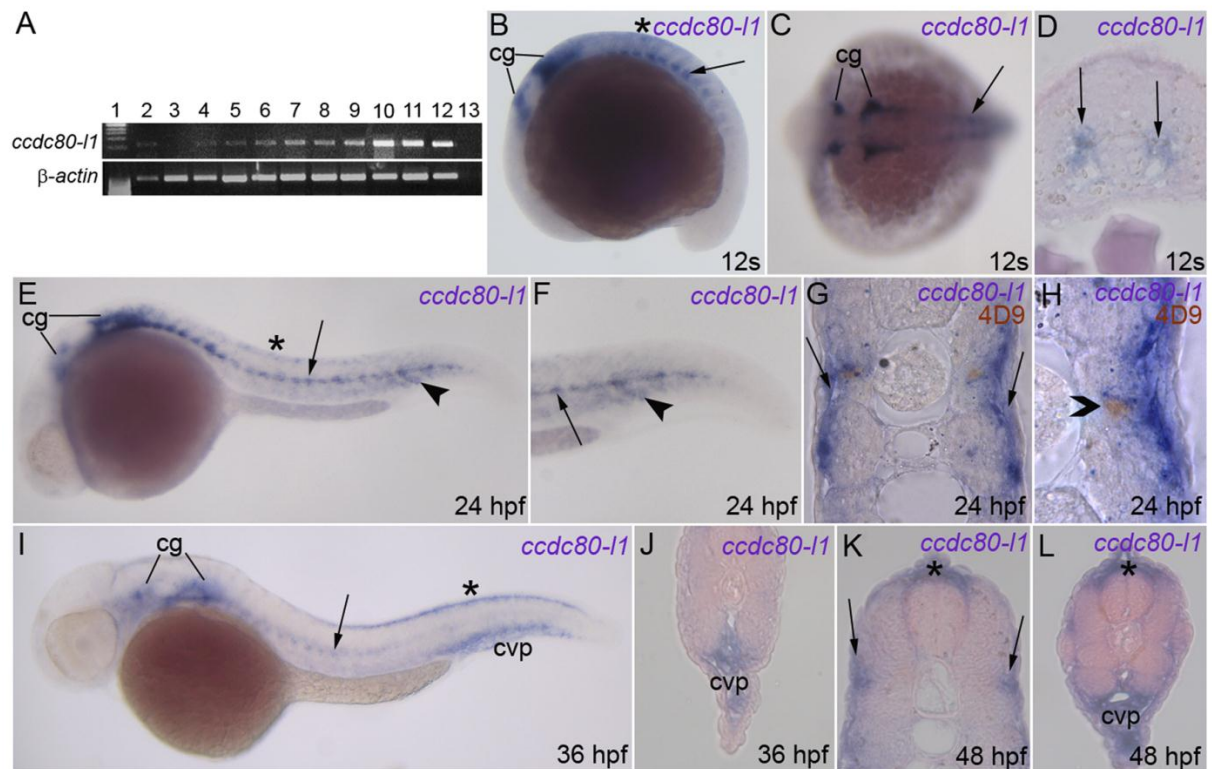 A
1 2 3 4 5 6 7 8 9 10 11 12 13
ccdc80-l1
β-actin
B
* ccdc80-l1
cg
12s
C
ccdc80-l1
cg
12s
D
ccdc80-l1
12s
E
ccdc80-l1
cg
*
24 hpf
F
ccdc80-l1
24 hpf
G
ccdc80-l1
4D9
24 hpf
H
ccdc80-l1
4D9
24 hpf
I
ccdc80-l1
cg
*
cvp
36 hpf
J
ccdc80-l1
cvp
36 hpf
K
ccdc80-l1
*
48 hpf
L
ccdc80-l1
*
cvp
48 hpf